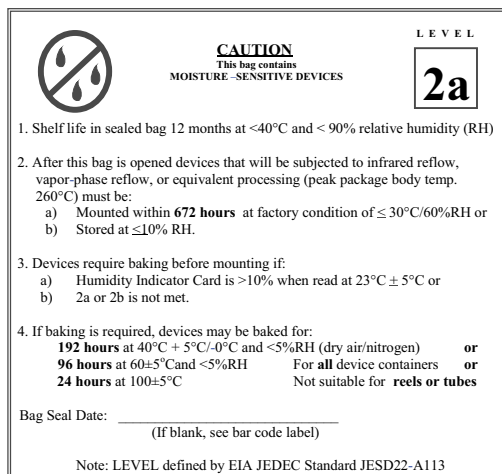 LEVEL
CAUTION
This bag contains
MOISTURE –SENSITIVE DEVICES
2a
1. Shelf life in sealed bag 12 months at <40°C and < 90% relative humidity (RH)
2. After this bag is opened devices that will be subjected to infrared reflow,
vapor-phase reflow, or equivalent processing (peak package body temp.
260°C) must be:
a) Mounted within 672 hours at factory condition of ≤ 30°C/60%RH or
b) Stored at ≤10% RH.
3. Devices require baking before mounting if:
a) Humidity Indicator Card is >10% when read at 23°C ± 5°C or
b) 2a or 2b is not met.
4. If baking is required, devices may be baked for:
192 hours at 40°C + 5°C/-0°C and <5%RH (dry air/nitrogen) or
96 hours at 60±5°Cand <5%RH For all device containers or
24 hours at 100±5°C Not suitable for reels or tubes
Bag Seal Date: ______________________________
(If blank, see bar code label)
Note: LEVEL defined by EIA JEDEC Standard JESD22-A113